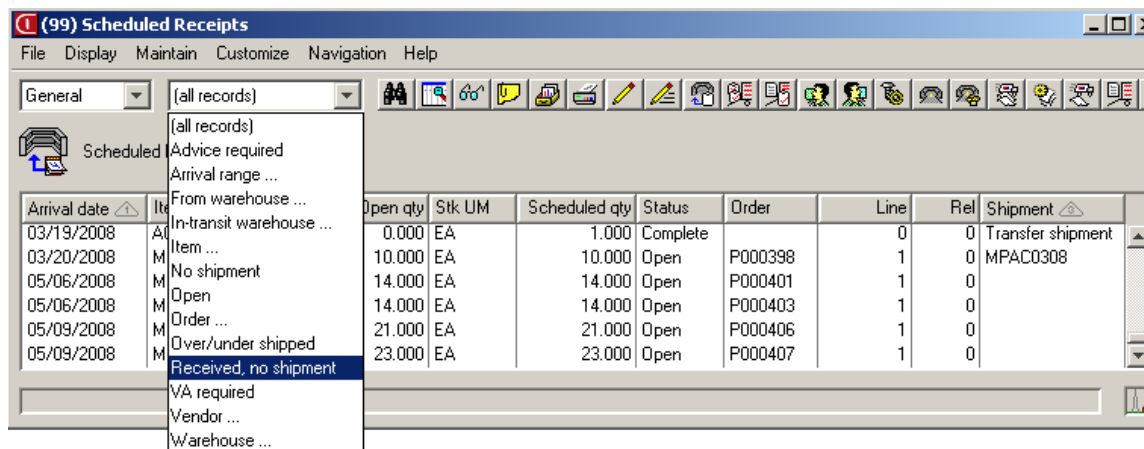 (99) Scheduled Receipts
File Display Maintain Customize Navigation Help
General (all records)
(all records)
Scheduled Advice required
Arrival range ...
From warehouse ...
Arrival date 1 Open qty Stk UM Scheduled qty Status Order Line Rel Shipment 3
In-transit warehouse ...
03/19/2008 0.000 EA 1.000 Complete 0 0 Transfer shipment
Item ...
03/20/2008 M 10.000 EA 10.000 Open P000398 1 0 MPAC0308
No shipment
05/06/2008 M 14.000 EA 14.000 Open P000401 1 0
Open
05/06/2008 M 14.000 EA 14.000 Open P000403 1 0
Order ...
05/09/2008 M 21.000 EA 21.000 Open P000406 1 0
Over/under shipped
05/09/2008 M 23.000 EA 23.000 Open P000407 1 0
Received, no shipment
VA required
Vendor ...
Warehouse ...